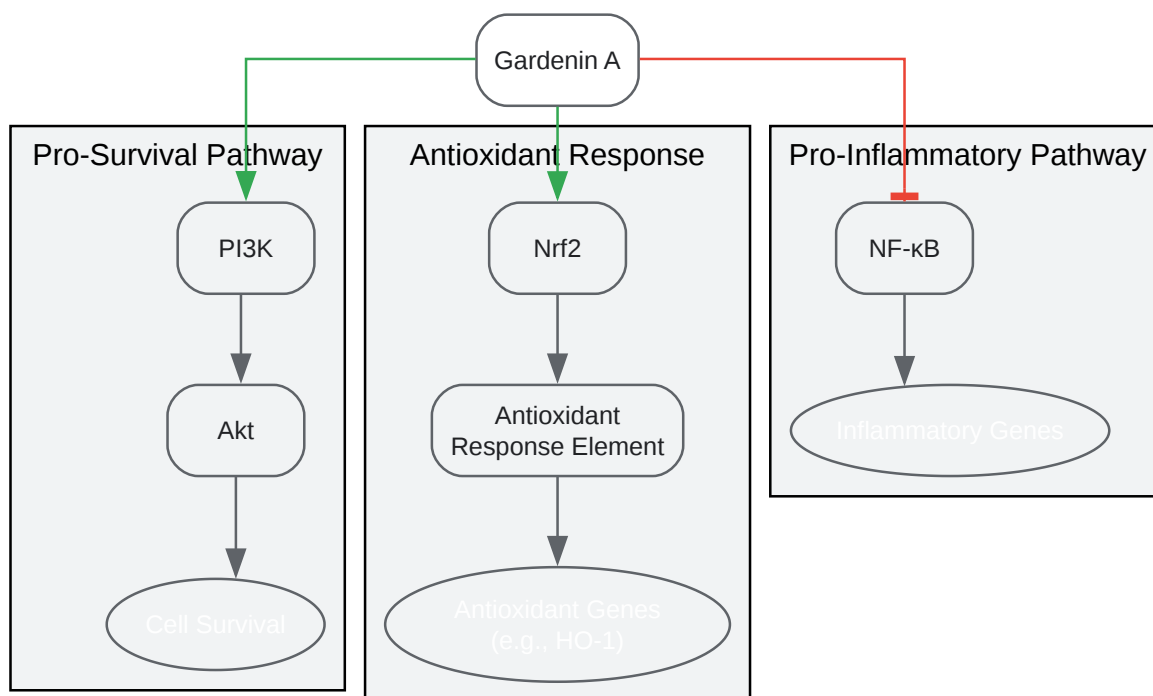 Gardenin A
Pro-Survival Pathway
Antioxidant Response
Pro-Inflammatory Pathway
PI3K
Nrf2
NF-κB
Akt
Antioxidant
Response Element
Inflammatory Genes
Cell Survival
Antioxidant Genes
(e.g., HO-1)